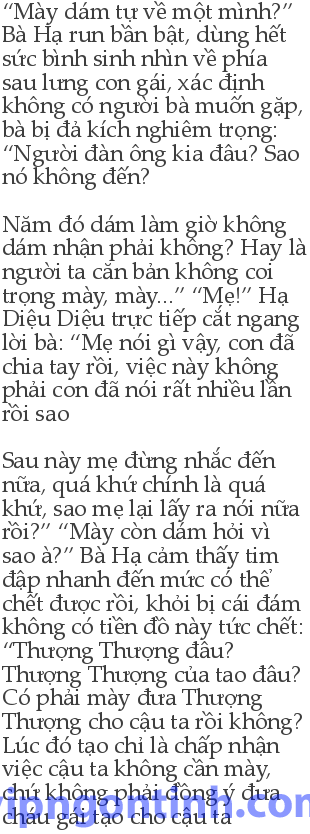 “Mày dám tự về một mình?”
Bà Hạ run bần bật, dùng hết
sức bình sinh nhìn về phía
sau lưng con gái, xác định
không có người bà muốn gặp,
bà bị đả kích nghiêm trọng:
“Người đàn ông kia đâu? Sao
nó không đến?
Năm đó dám làm giờ không
dám nhận phải không? Hay là
người ta căn bản không coi
trọng mày, mày...” “Mẹ!” Hạ
Diệu Diệu trực tiếp cắt ngang
lời bà: “Mẹ nói gì vậy, con đã
chia tay rồi, việc này không
phải con đã nói rất nhiều lần
rồi sao
Sau này mẹ đừng nhắc đến
nữa, quá khứ chính là quá
khứ, sao mẹ lại lấy ra nói nữa
rồi?” “Mày còn dám hỏi vì
sao à?” Bà Hạ cảm thấy tim
đập nhanh đến mức có thể
chết được rồi, khỏi bị cái đám
không có tiền đồ này tức chết:
“Thượng Thượng đâu?
Thượng Thượng của tao đâu?
Có phải mày đưa Thượng
Thượng cho cậu ta rồi không?
Lúc đó tạo chỉ là chấp nhận
việc cậu ta không cần mày,
chứ không phải đồng ý đưa
cháu gái tạo cho cậu ta
vipngontinh.com